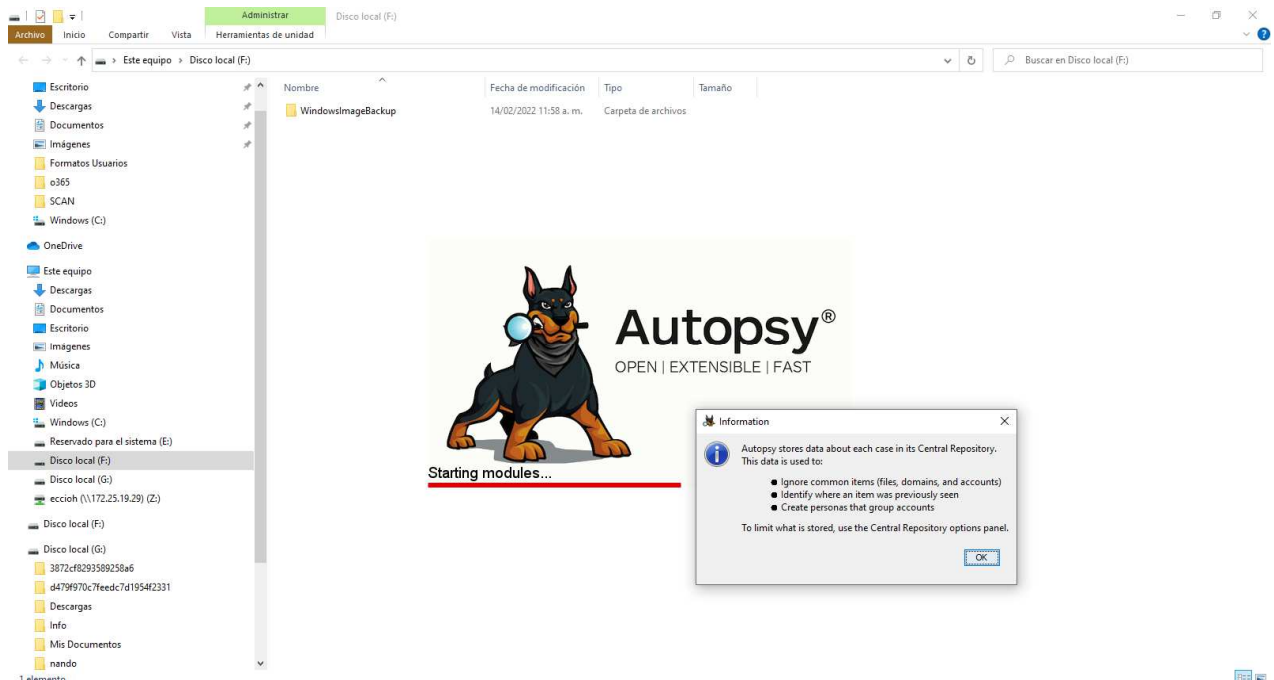 Administrar
Disco local (F:)
Archivo Inicio Compartir Vista Herramientas de unidad
Este equipo › Disco local (F:)
Buscar en Disco local (F:)
Escritorio
Descargas
Documentos
Imágenes
Formatos Usuarios
o365
SCAN
Windows (C:)
OneDrive
Este equipo
Descargas
Documentos
Escritorio
Imágenes
Música
Objetos 3D
Videos
Windows (C:)
Reservado para el sistema (E:)
Disco local (F:)
Disco local (G:)
eccioh (\\172.25.19.29) (Z:)
Disco local (F:)
Disco local (G:)
3872cf8293589258a6
d479f970c7feedc7d1954f2331
Descargas
Info
Mis Documentos
nando
1 elemento
Nombre Fecha de modificación Tipo Tamaño
WindowsImageBackup 14/02/2022 11:58 a. m. Carpeta de archivos
Autopsy®
OPEN | EXTENSIBLE | FAST
Starting modules...
Information
Autopsy stores data about each case in its Central Repository.
This data is used to:
Ignore common items (files, domains, and accounts)
Identify where an item was previously seen
Create personas that group accounts
To limit what is stored, use the Central Repository options panel.
OK